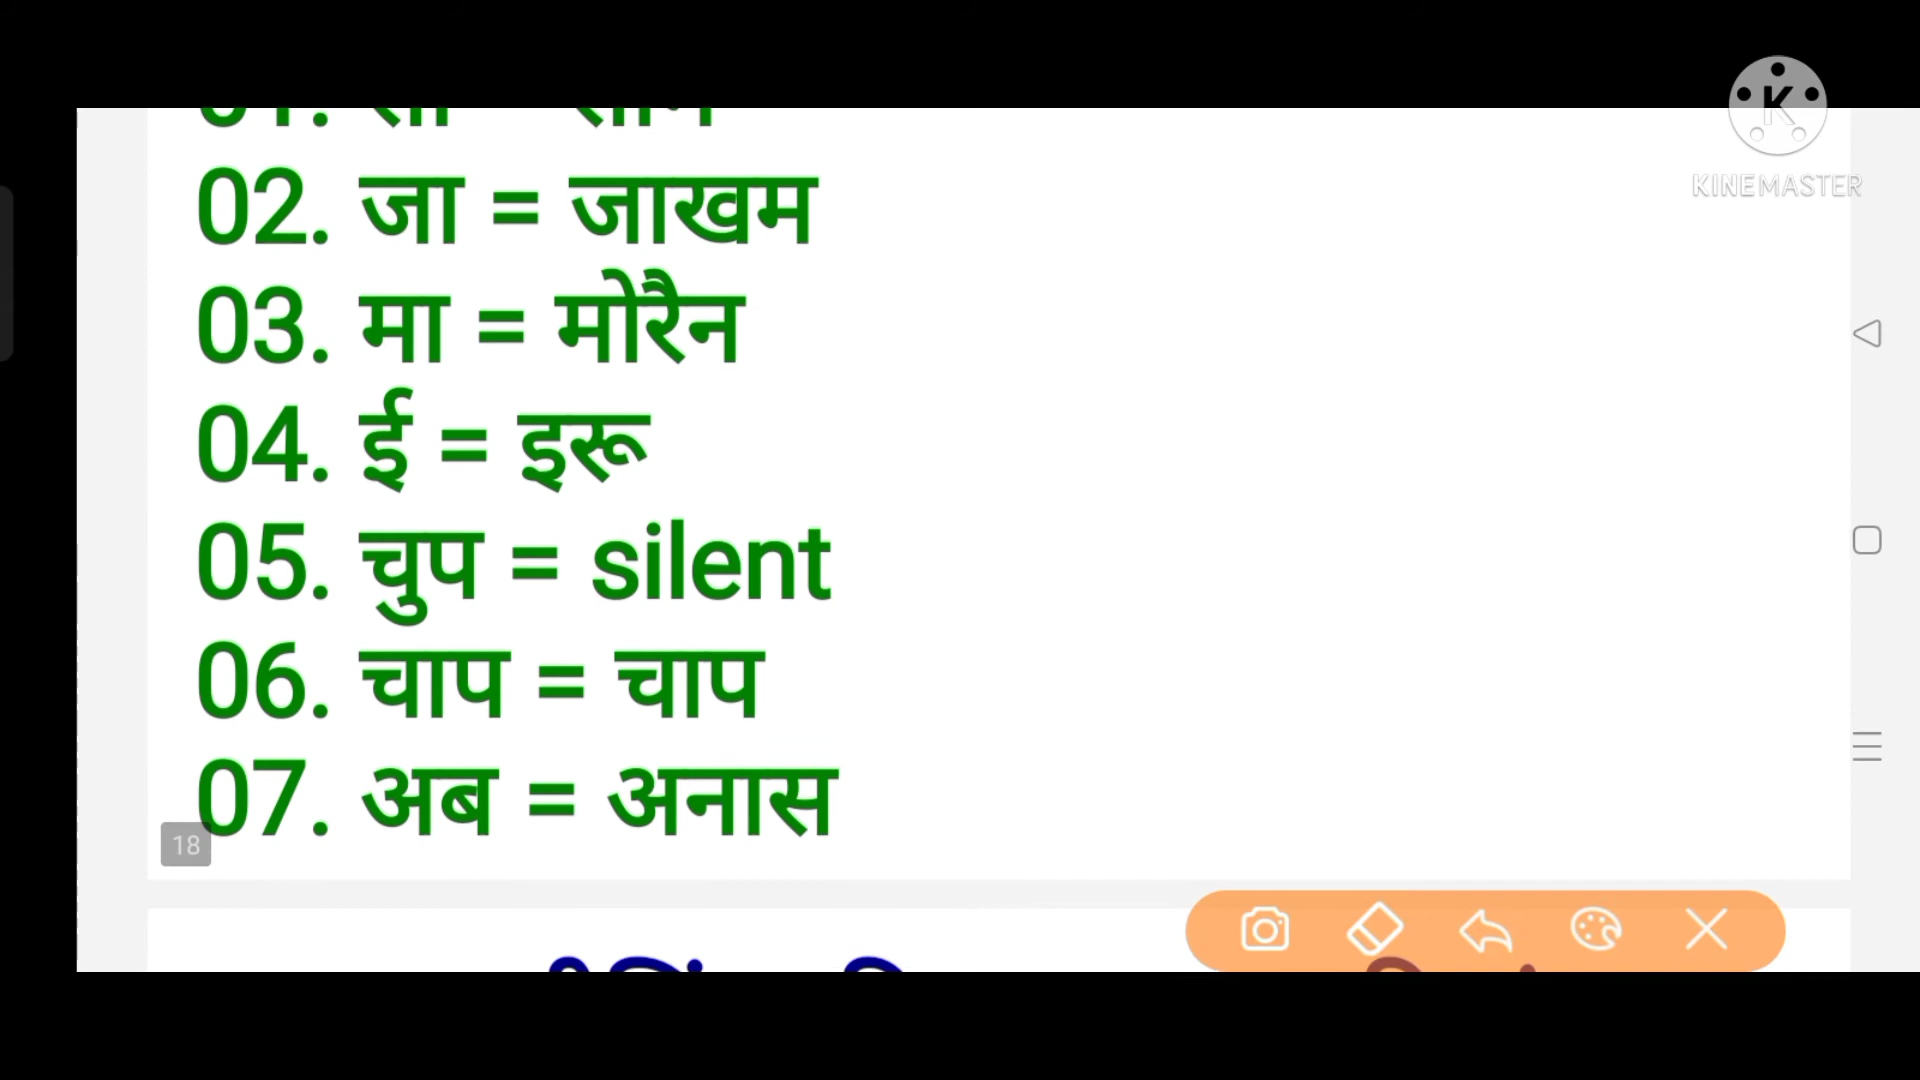 02. जा = जाखम
03. मा = मोरैन
04. ई = इरू
05. चुप = silent
06. चाप = चाप
07. अब = अनास
18
KINEMASTER